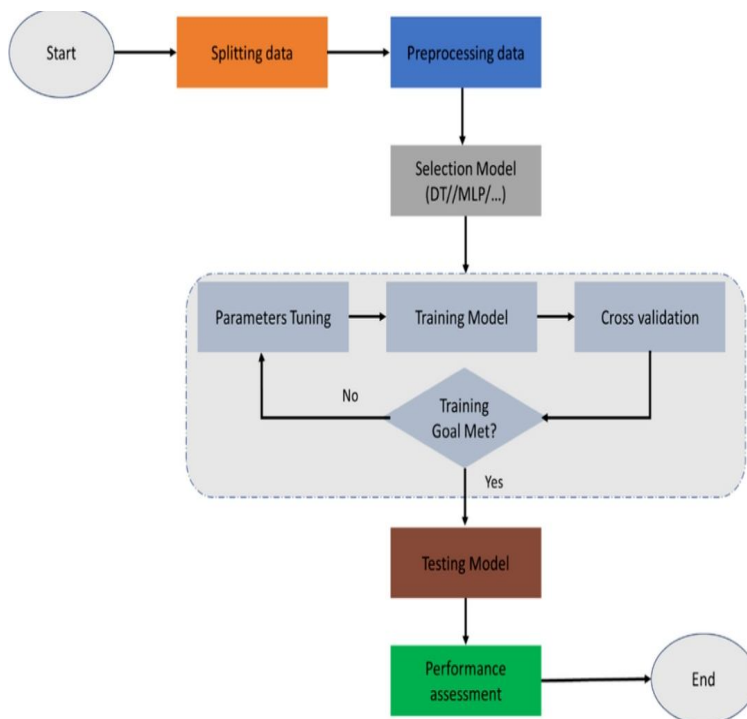 Start
Splitting data
Preprocessing data
Selection Model
(DT//MLP/...)
Parameters Tuning
Training Model
Cross validation
Training
Goal Met?
No
Yes
Testing Model
Performance
assessment
End